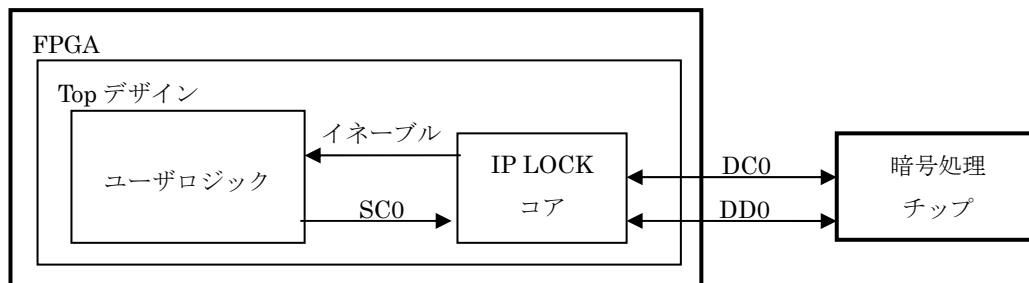 FPGA
Top デザイン
イネーブル
ユーザロジック
SC0
IP LOCK
コア
DC0
DD0
暗号処理
チップ